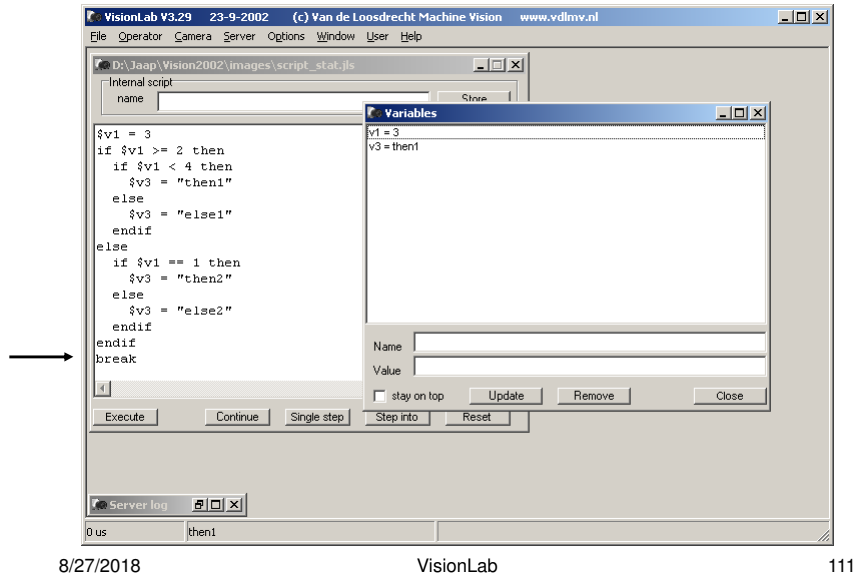 VisionLab V3.29 23-9-2002 (c) Van de Loosdrecht Machine Vision www.vdlmv.nl
File Operator Camera Server Options Window User Help
D:\Jaap\Vision2002\images\script_stat.jls
Internal script
name
Store
$v1 = 3
if $v1 >= 2 then
if $v1 < 4 then
$v3 = "then1"
else
$v3 = "else1"
endif
else
if $v1 == 1 then
$v3 = "then2"
else
$v3 = "else2"
endif
endif
break
Execute Continue Single step Step into Reset
Variables
v1 = 3
v3 = then1
Name
Value
stay on top Update Remove Close
Server log
0 us then1
8/27/2018 VisionLab 111